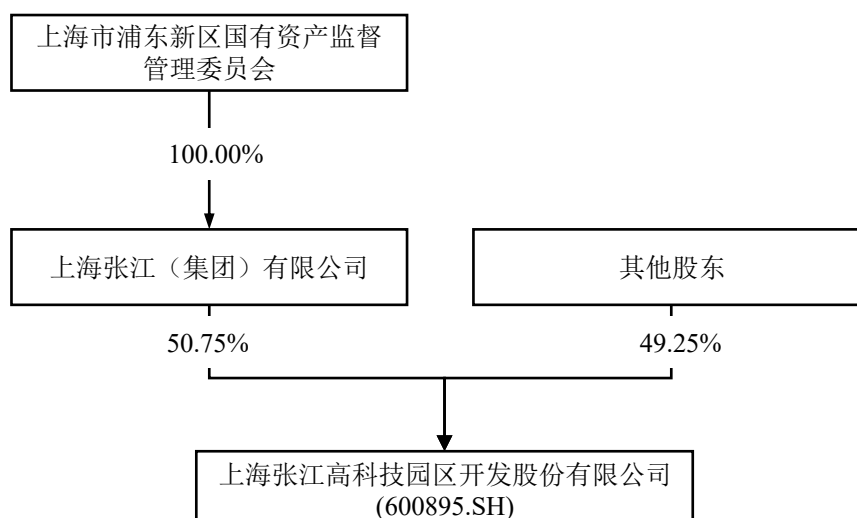 上海市浦东新区国有资产监督
管理委员会
100.00%
上海张江（集团）有限公司
其他股东
50.75%
49.25%
上海张江高科技园区开发股份有限公司
(600895.SH)